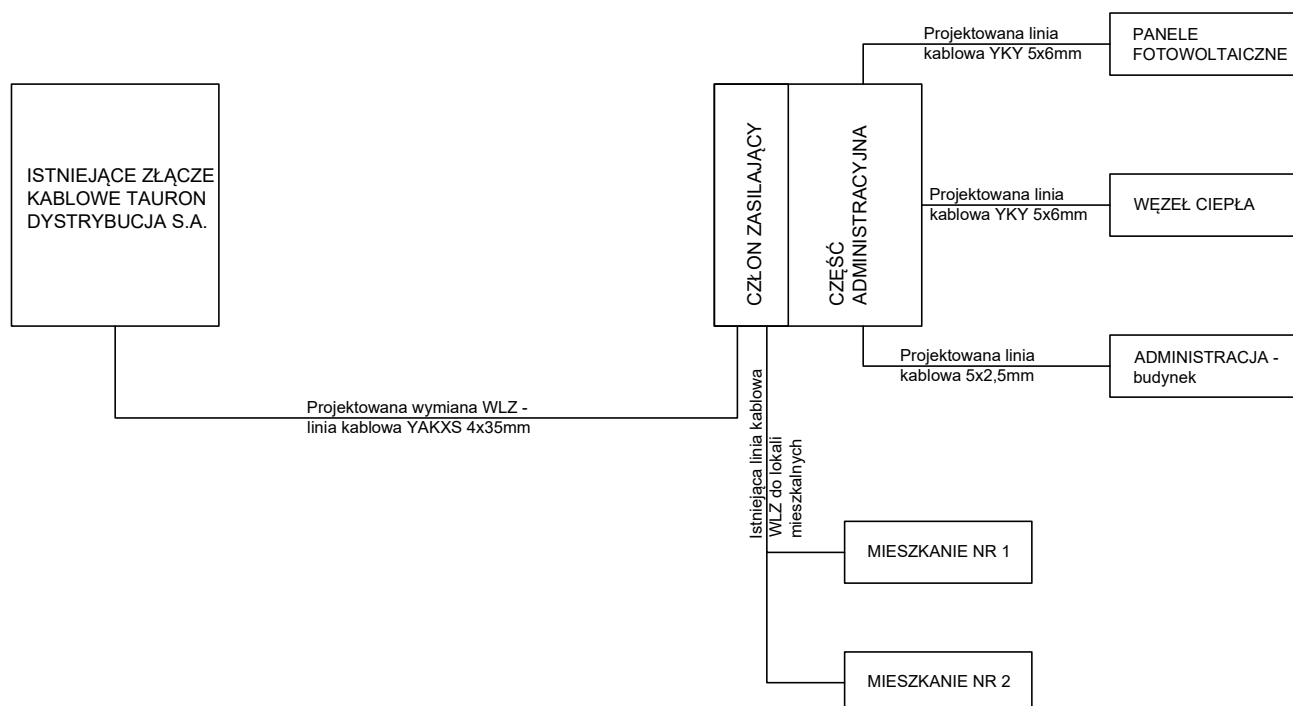 Projektowana linia
kablowa YKY 5x6mm
PANELE
FOTOWOLTAICZNE
ISTNIEJĄCE ZŁĄCZE
KABLOWE TAURON
DYSTRYBUCJA S.A.
CZŁON ZASILAJĄCY
CZĘŚĆ
ADMINISTRACYJNA
Projektowana linia
kablowa YKY 5x6mm
WĘZEŁ CIEPŁA
Projektowana linia
kablowa 5x2,5mm
ADMINISTRACJA -
budynek
Projektowana wymiana WLZ -
linia kablowa YAKXS 4x35mm
Istniejąca linia kablowa
WLZ do lokali
mieszkalnych
MIESZKANIE NR 1
MIESZKANIE NR 2